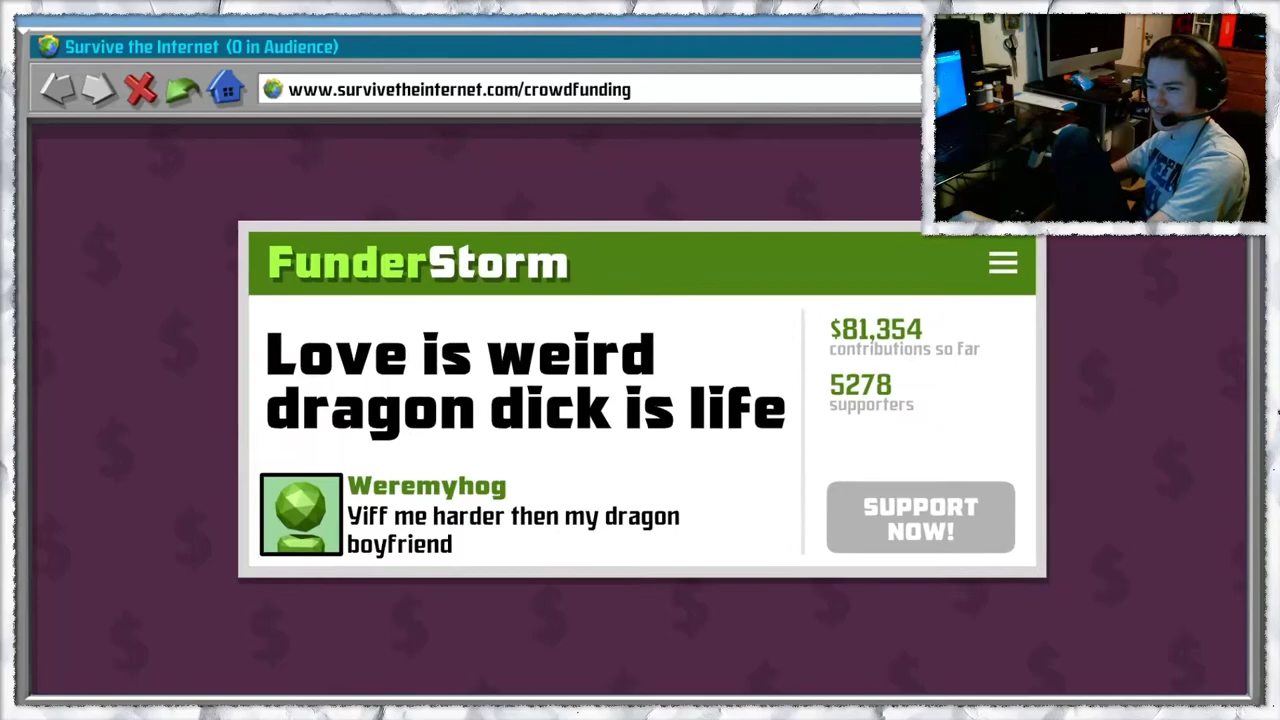 Survive the Internet (0 in Audience)
www.survivetheinternet.com/crowdfunding
FunderStorm
Love is weird
dragon dick is life
$81,354
contributions so far
5278
supporters
Weremyhog
Yiff me harder then my dragon
boyfriend
SUPPORT
NOW!